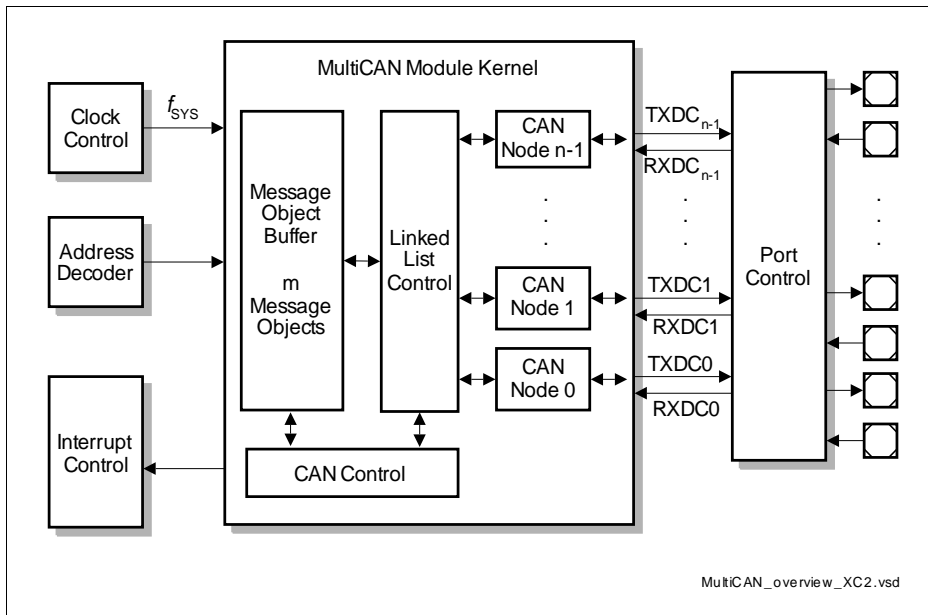 MultiCAN Module Kernel
Clock
Control
fSYS
Address
Decoder
Interrupt
Control
Message
Object
Buffer
m
Message
Objects
Linked
List
Control
CAN Control
CAN
Node n-1
CAN
Node 1
CAN
Node 0
TXDCn-1
RXDCn-1
TXDC1
RXDC1
TXDC0
RXDC0
Port
Control
MultiCAN_overview_XC2.vsd